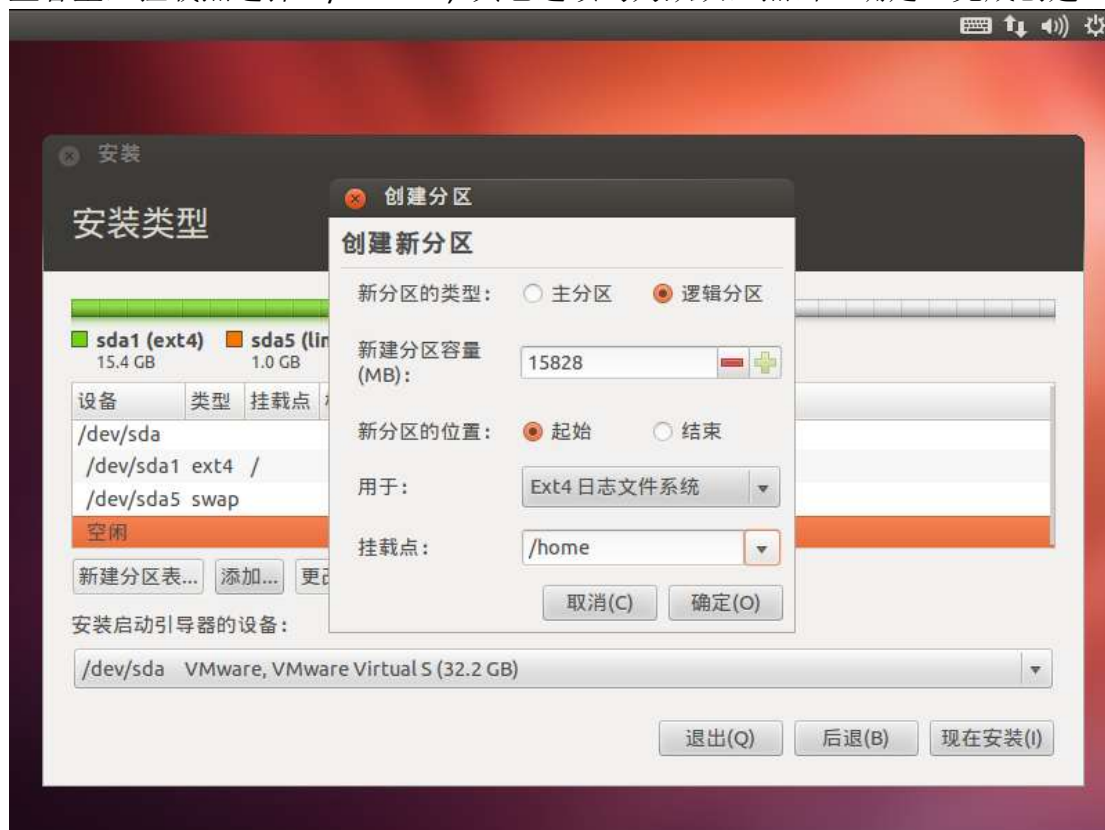 安装
安装类型
创建分区
创建新分区
新分区的类型: 主分区 逻辑分区
新建分区容量
(MB): 15828
新分区的位置: 起始 结束
用于: Ext4 日志文件系统
挂载点: /home
取消(C) 确定(O)
sda1 (ext4) sda5 (lin
15.4 GB 1.0 GB
设备 类型 挂载点
/dev/sda
/dev/sda1 ext4 /
/dev/sda5 swap
空闲
新建分区表... 添加... 更
安装启动引导器的设备:
/dev/sda VMware, VMware Virtual S (32.2 GB)
退出(Q) 后退(B) 现在安装(I)